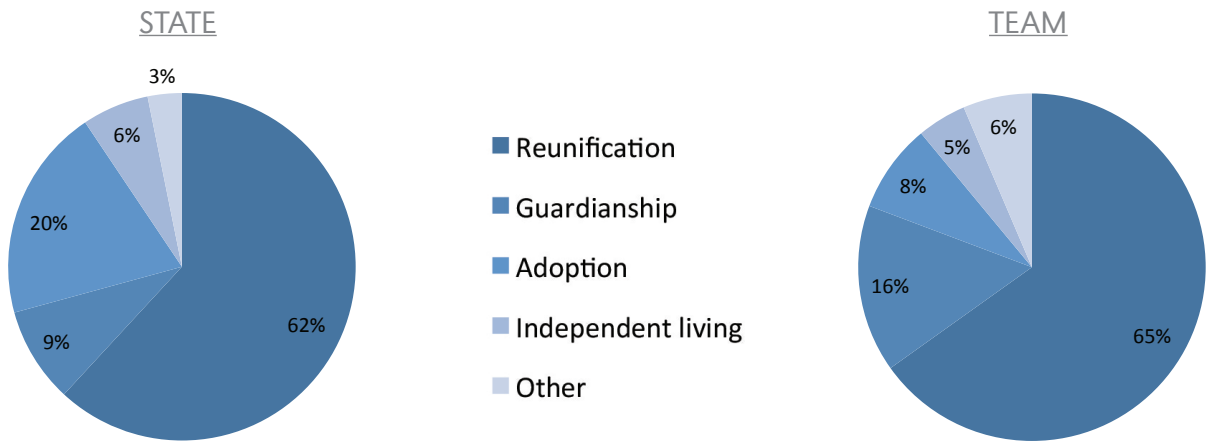 STATE
3%
6%
20%
9%
62%
Reunification
Guardianship
Adoption
Independent living
Other
TEAM
6%
5%
8%
16%
65%